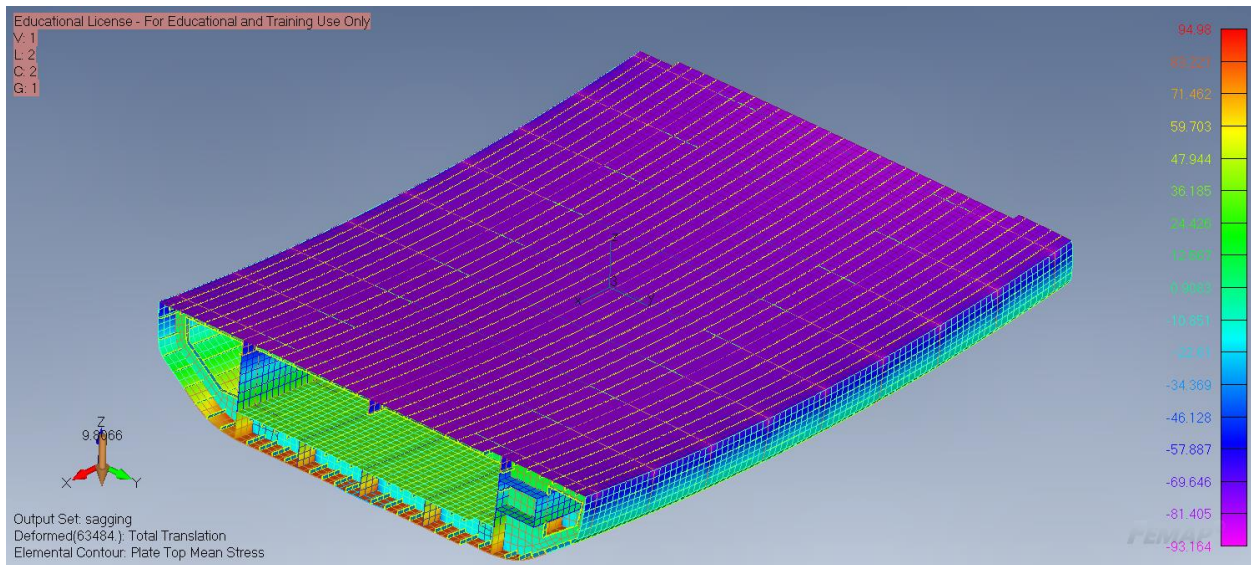 Educational License - For Educational and Training Use Only
V: 1
L: 2
C: 2
G: 1
94.98
71.462
59.703
47.944
36.185
24.426
-34.369
-46.128
-57.887
-69.646
-81.405
-93.164
Z
9.8066
X
Y
Output Set: sagging
Deformed(63484.): Total Translation
Elemental Contour: Plate Top Mean Stress
FEMAP